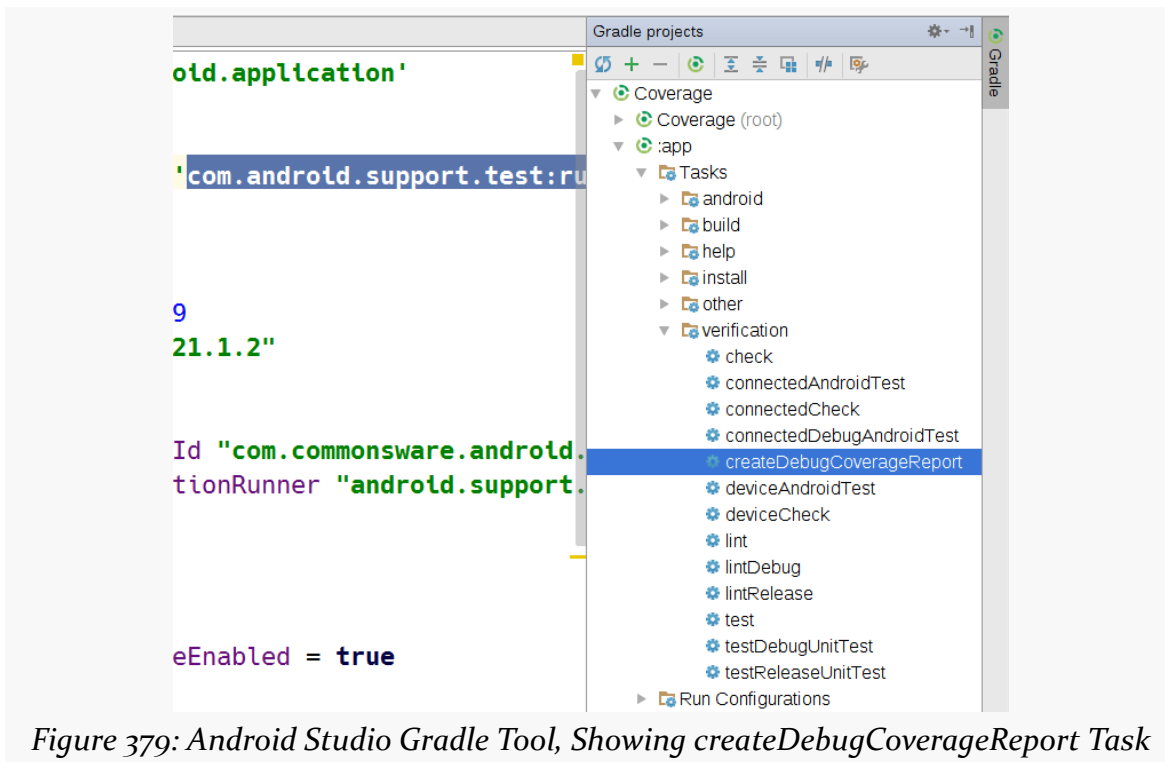 Gradle projects
Gradle
oid.application'
'com.android.support.test:ru
9
21.1.2"
Id "com.commonsware.android.
tionRunner "android.support.
eEnabled = true
Coverage
Coverage (root)
:app
Tasks
android
build
help
install
other
verification
check
connectedAndroidTest
connectedCheck
connectedDebugAndroidTest
createDebugCoverageReport
deviceAndroidTest
deviceCheck
lint
lintDebug
lintRelease
test
testDebugUnitTest
testReleaseUnitTest
Run Configurations
Figure 379: Android Studio Gradle Tool, Showing createDebugCoverageReport Task